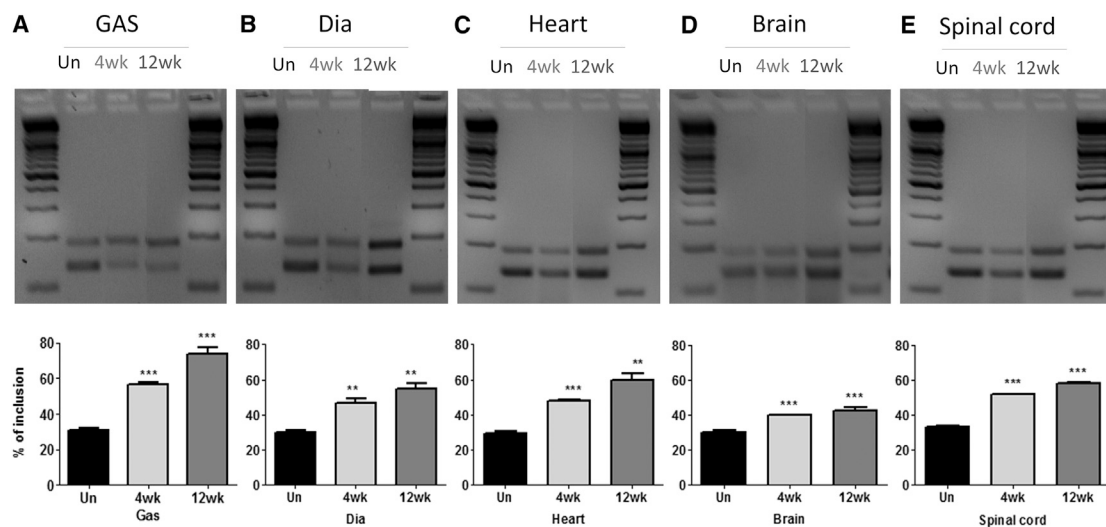 A GAS
Un 4wk 12wk
B Dia
Un 4wk 12wk
C Heart
Un 4wk 12wk
D Brain
Un 4wk 12wk
E Spinal cord
Un 4wk 12wk
% of inclusion
80
60
40
20
0
***
***
Un 4wk 12wk
Gas
80
60
40
20
0
**
**
Un 4wk 12wk
Dia
80
60
40
20
0
***
**
Un 4wk 12wk
Heart
80
60
40
20
0
***
***
Un 4wk 12wk
Brain
80
60
40
20
0
***
***
Un 4wk 12wk
Spinal cord